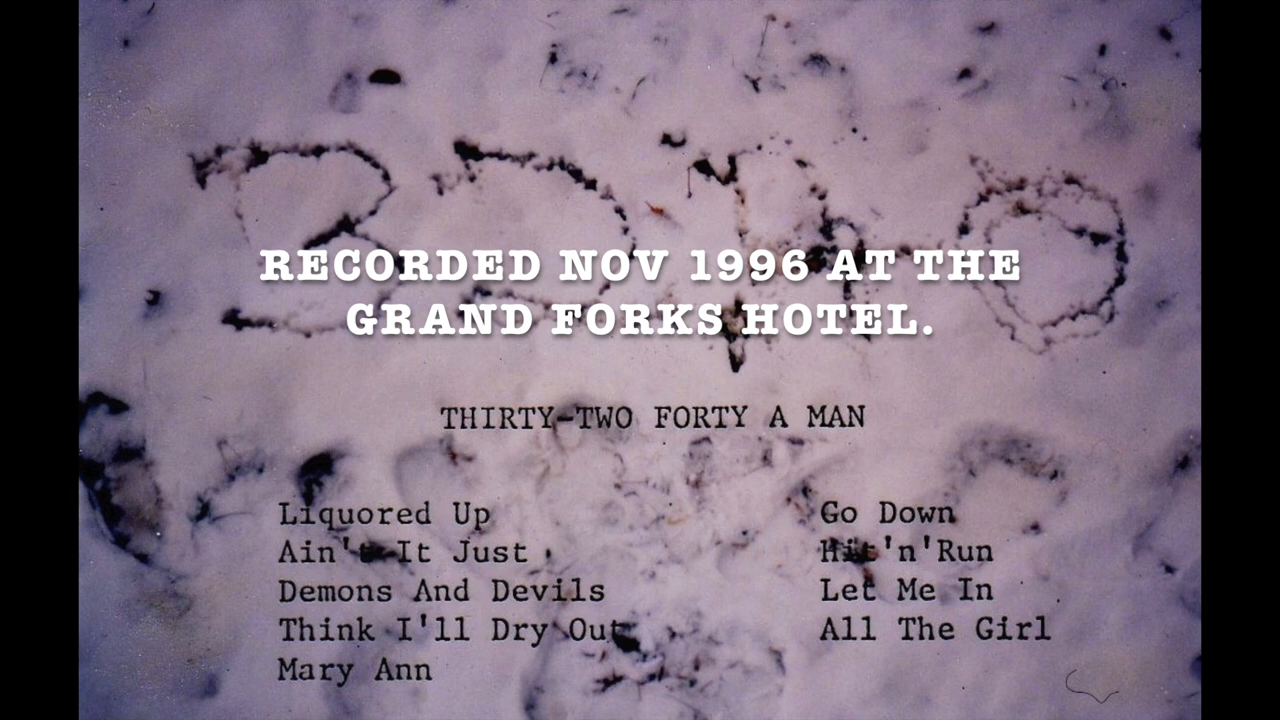 RECORDED NOV 1996 AT THE
GRAND FORKS HOTEL.
THIRTY-TWO FORTY A MAN
Liquored Up
Ain't It Just
Demons And Devils
Think I'll Dry Out
Mary Ann
Go Down
Hit'n'Run
Let Me In
All The Girl